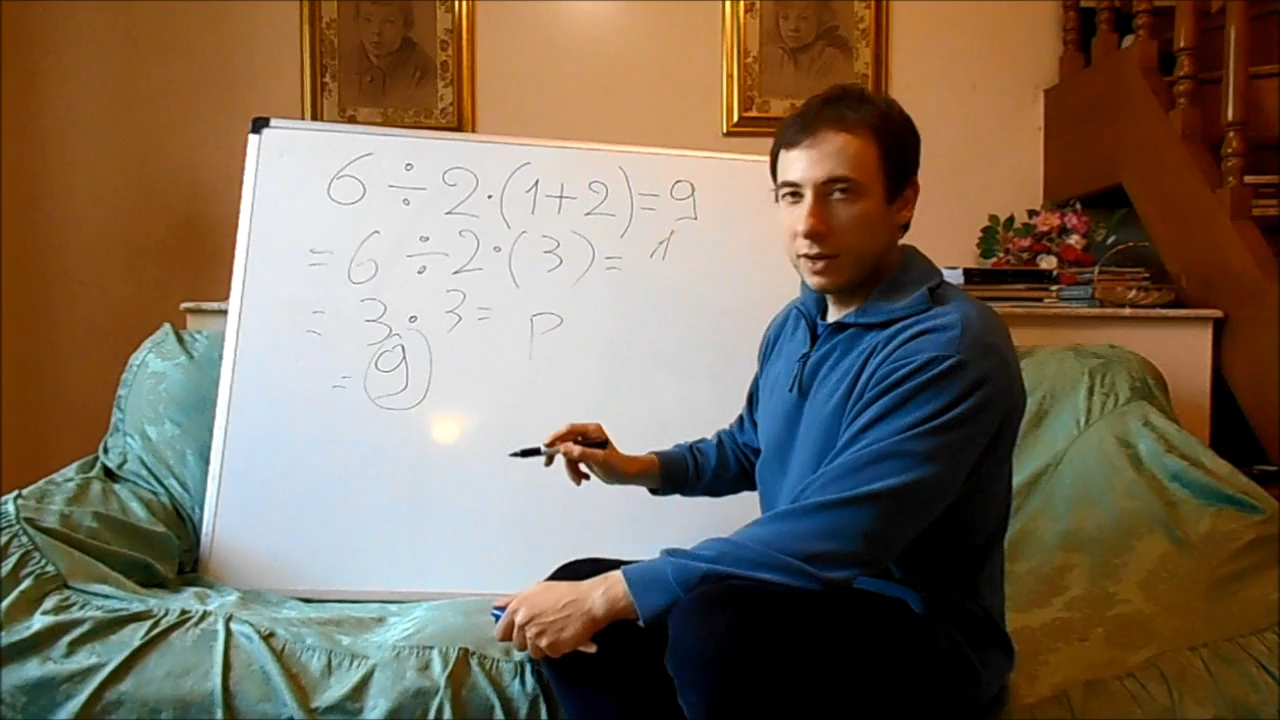 6 ÷ 2 · (1 + 2) = 9
1
= 6 ÷ 2 · (3) =
= 3 · 3 = P
= 9